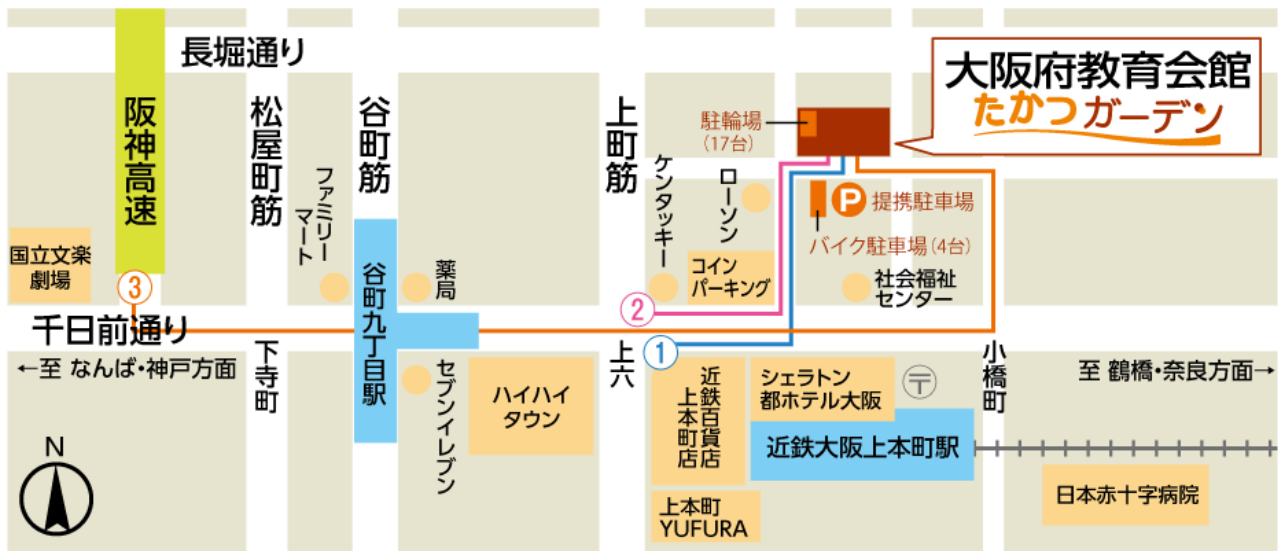 長堀通り
阪神高速
松屋町筋
谷町筋
上町筋
大阪府教育会館
たかつガーデン
駐輪場
(17台)
ファミリー
マート
ケンタッキー
ローソン
P 提携駐車場
バイク駐車場(4台)
国立文楽
劇場
谷町九丁目駅
薬局
コイン
パーキング
社会福祉
センター
③
②
①
千日前通り
←至 なんば・神戸方面
下寺町
セブンイレブン
ハイハイ
タウン
上六
近鉄百貨店
上本町店
シェラトン
都ホテル大阪
〒
小橋町
至 鶴橋・奈良方面→
近鉄大阪上本町駅
N
上本町
YUFURA
日本赤十字病院